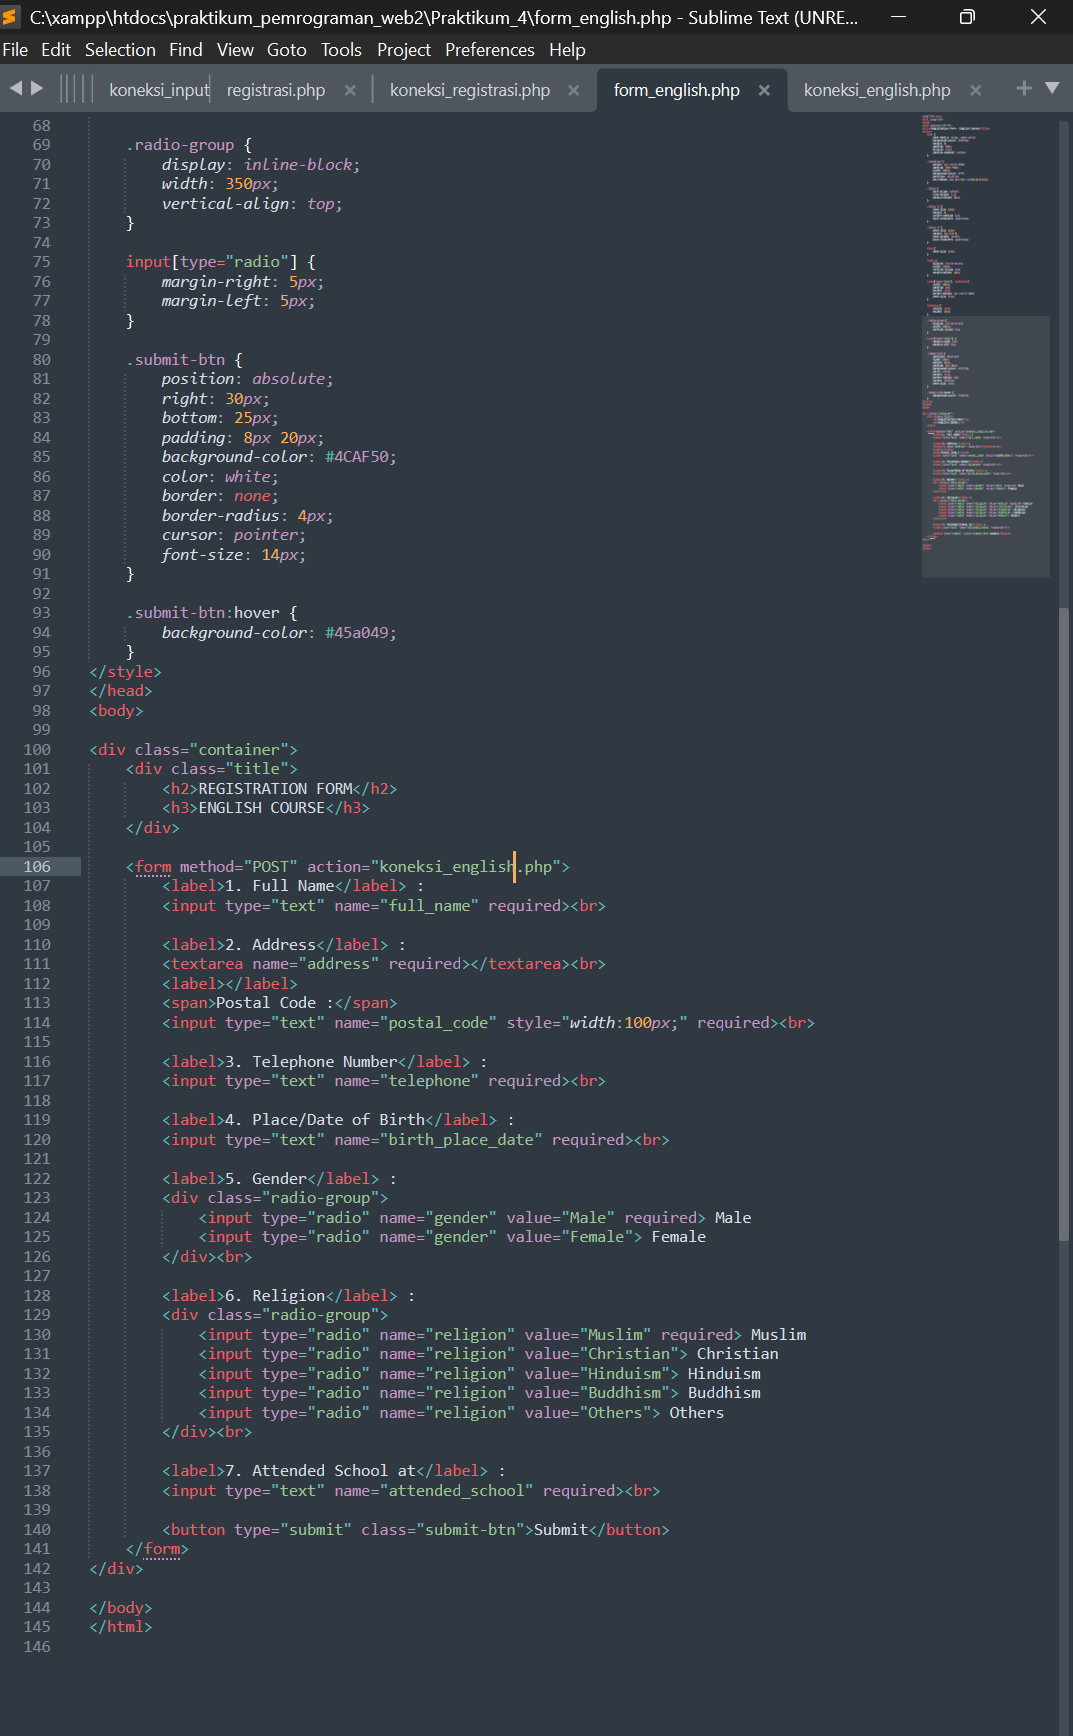 C:\xampp\htdocs\praktikum_pemrograman_web2\Praktikum_4\form_english.php - Sublime Text (UNRE...
File Edit Selection Find View Goto Tools Project Preferences Help
koneksi_input registrasi.php koneksi_registrasi.php form_english.php koneksi_english.php
68
69 .radio-group {
70 display: inline-block;
71 width: 350px;
72 vertical-align: top;
73 }
74
75 input[type="radio"] {
76 margin-right: 5px;
77 margin-left: 5px;
78 }
79
80 .submit-btn {
81 position: absolute;
82 right: 30px;
83 bottom: 25px;
84 padding: 8px 20px;
85 background-color: #4CAF50;
86 color: white;
87 border: none;
88 border-radius: 4px;
89 cursor: pointer;
90 font-size: 14px;
91 }
92
93 .submit-btn:hover {
94 background-color: #45a049;
95 }
96 </style>
97 </head>
98 <body>
99
100 <div class="container">
101 <div class="title">
102 <h2>REGISTRATION FORM</h2>
103 <h3>ENGLISH COURSE</h3>
104 </div>
105
106 <form method="POST" action="koneksi_english.php">
107 <label>1. Full Name</label> :
108 <input type="text" name="full_name" required><br>
109
110 <label>2. Address</label> :
111 <textarea name="address" required></textarea><br>
112 <label></label>
113 <span>Postal Code :</span>
114 <input type="text" name="postal_code" style="width:100px;" required><br>
115
116 <label>3. Telephone Number</label> :
117 <input type="text" name="telephone" required><br>
118
119 <label>4. Place/Date of Birth</label> :
120 <input type="text" name="birth_place_date" required><br>
121
122 <label>5. Gender</label> :
123 <div class="radio-group">
124 <input type="radio" name="gender" value="Male" required> Male
125 <input type="radio" name="gender" value="Female"> Female
126 </div><br>
127
128 <label>6. Religion</label> :
129 <div class="radio-group">
130 <input type="radio" name="religion" value="Muslim" required> Muslim
131 <input type="radio" name="religion" value="Christian"> Christian
132 <input type="radio" name="religion" value="Hinduism"> Hinduism
133 <input type="radio" name="religion" value="Buddhism"> Buddhism
134 <input type="radio" name="religion" value="Others"> Others
135 </div><br>
136
137 <label>7. Attended School at</label> :
138 <input type="text" name="attended_school" required><br>
139
140 <button type="submit" class="submit-btn">Submit</button>
141 </form>
142 </div>
143
144 </body>
145 </html>
146